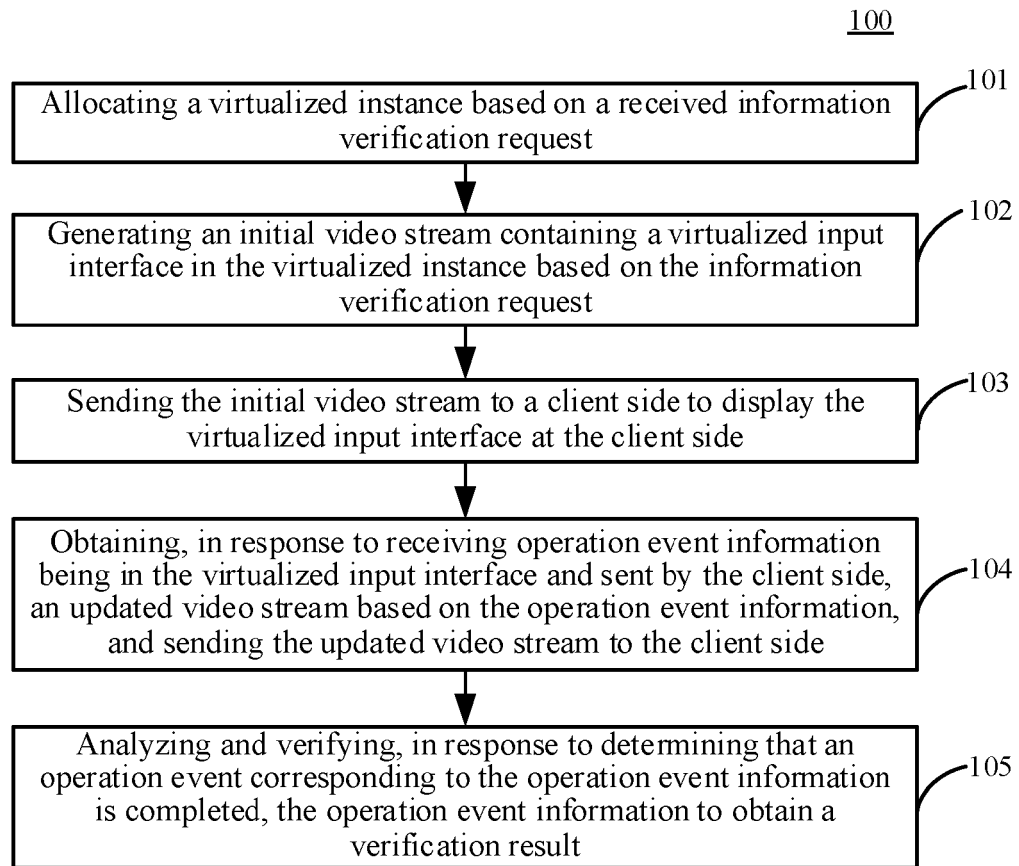 100
Allocating a virtualized instance based on a received information
verification request
101
Generating an initial video stream containing a virtualized input
interface in the virtualized instance based on the information
verification request
102
Sending the initial video stream to a client side to display the
virtualized input interface at the client side
103
Obtaining, in response to receiving operation event information
being in the virtualized input interface and sent by the client side,
an updated video stream based on the operation event information,
and sending the updated video stream to the client side
104
Analyzing and verifying, in response to determining that an
operation event corresponding to the operation event information
is completed, the operation event information to obtain a
verification result
105